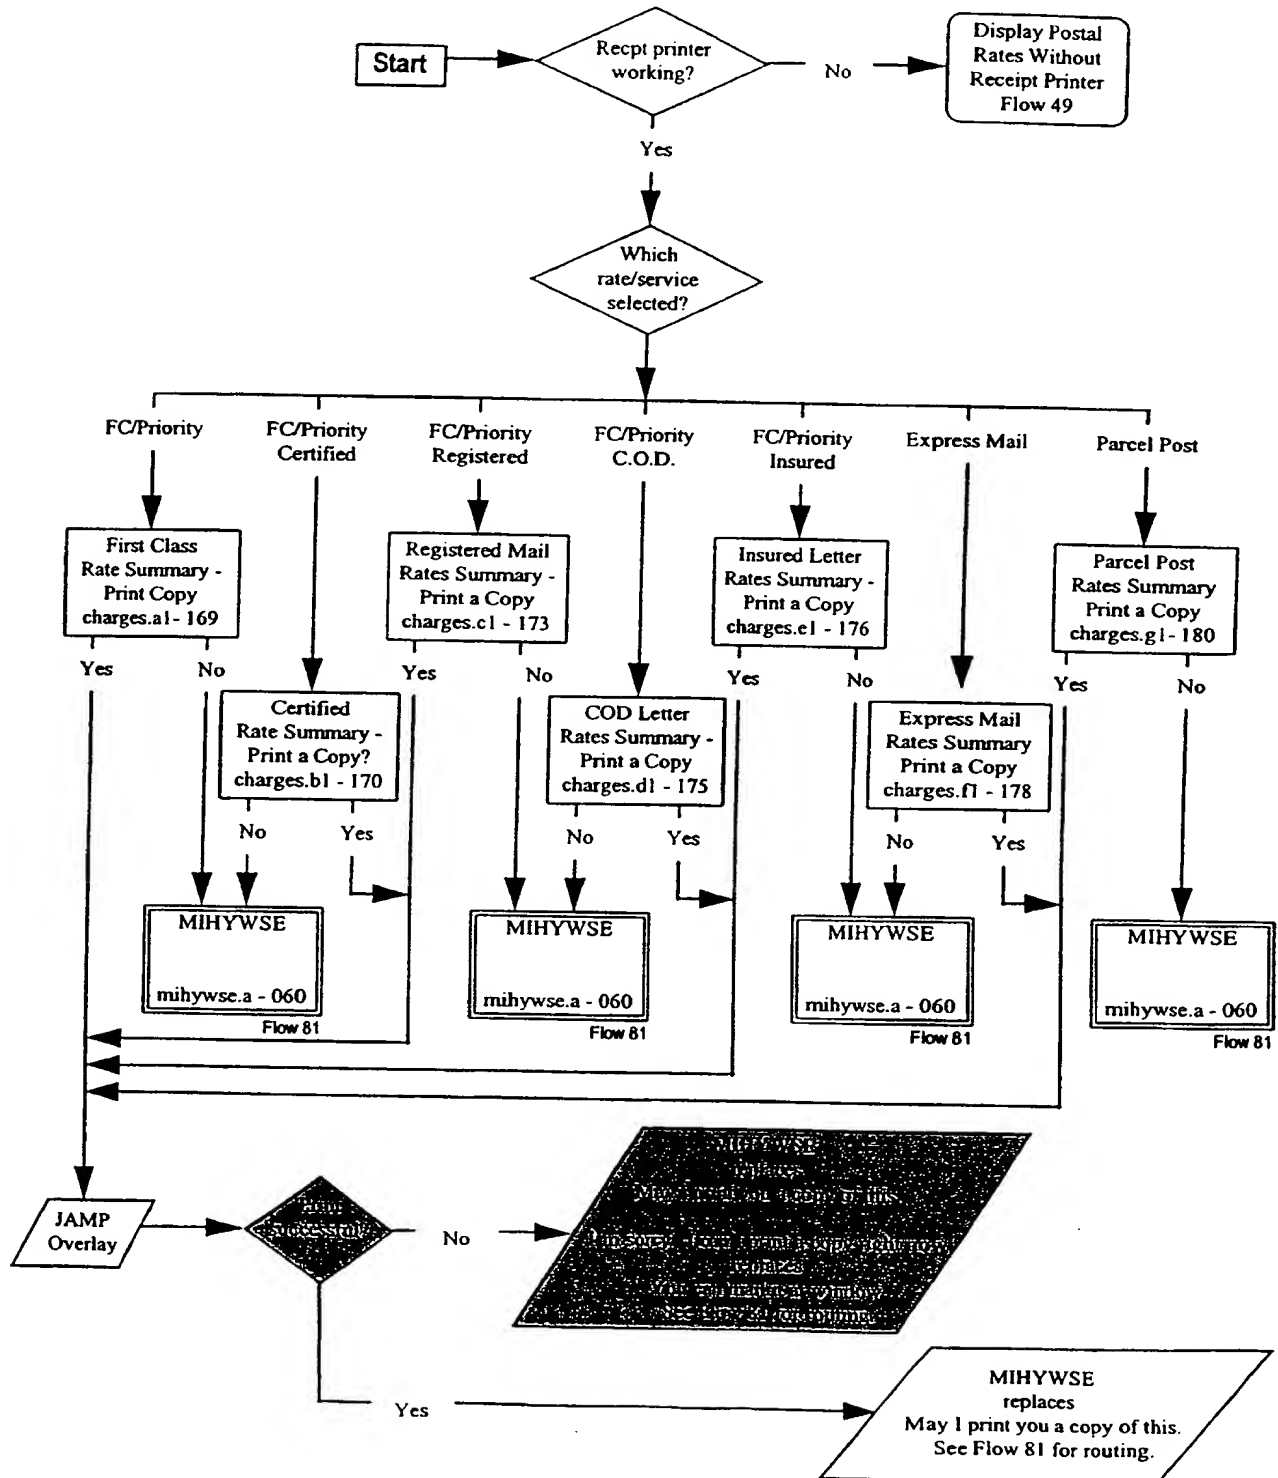 Start
Recpt printer
working?
No
Display Postal
Rates Without
Receipt Printer
Flow 49
Yes
Which
rate/service
selected?
FC/Priority
FC/Priority
Certified
FC/Priority
Registered
FC/Priority
C.O.D.
FC/Priority
Insured
Express Mail
Parcel Post
First Class
Rate Summary -
Print Copy
charges.a1- 169
Registered Mail
Rates Summary -
Print a Copy
charges.c1 - 173
Insured Letter
Rates Summary -
Print a Copy
charges.e1 - 176
Parcel Post
Rates Summary
Print a Copy
charges.g1- 180
Yes
No
Yes
No
Yes
No
Yes
No
Certified
Rate Summary -
Print a Copy?
charges.b1 - 170
COD Letter
Rates Summary -
Print a Copy
charges.d1 - 175
Express Mail
Rates Summary
Print a Copy
charges.f1 - 178
No
Yes
No
Yes
No
Yes
MIHYWSE
mihywse.a - 060
Flow 81
MIHYWSE
mihywse.a - 060
Flow 81
MIHYWSE
mihywse.a - 060
Flow 81
MIHYWSE
mihywse.a - 060
Flow 81
JAMP
Overlay
successful?
No
MIHYWSE
replaces
Yes
MIHYWSE
replaces
May I print you a copy of this.
See Flow 81 for routing.